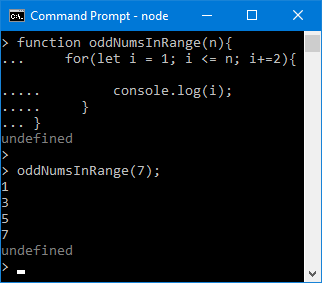 Command Prompt - node
> function oddNumsInRange(n){
...     for(let i = 1; i <= n; i+=2){
.....         console.log(i);
.....     }
... }
undefined
>
> oddNumsInRange(7);
1
3
5
7
undefined
>